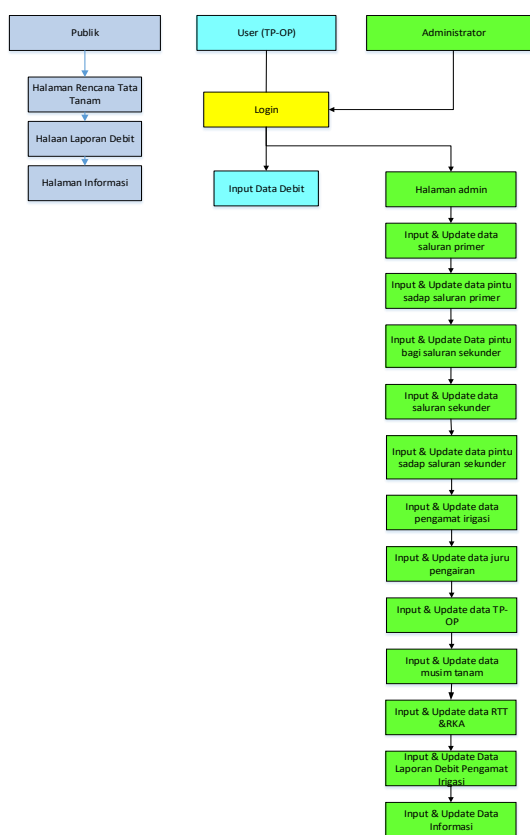 Publik
User (TP-OP)
Administrator
Halaman Rencana Tata
Tanam
Halaan Laporan Debit
Halaman Informasi
Login
Input Data Debit
Halaman admin
Input & Update data
saluran primer
Input & Update data pintu
sadap saluran primer
Input & Update Data pintu
bagi saluran sekunder
Input & Update data
saluran sekunder
Input & Update data pintu
sadap saluran sekunder
Input & Update data
pengamat irigasi
Input & Update data juru
pengairan
Input & Update data TP-
OP
Input & Update data
musim tanam
Input & Update data RTT
&RKA
Input & Update Data
Laporan Debit Pengamat
Irigasi
Input & Update Data
Informasi